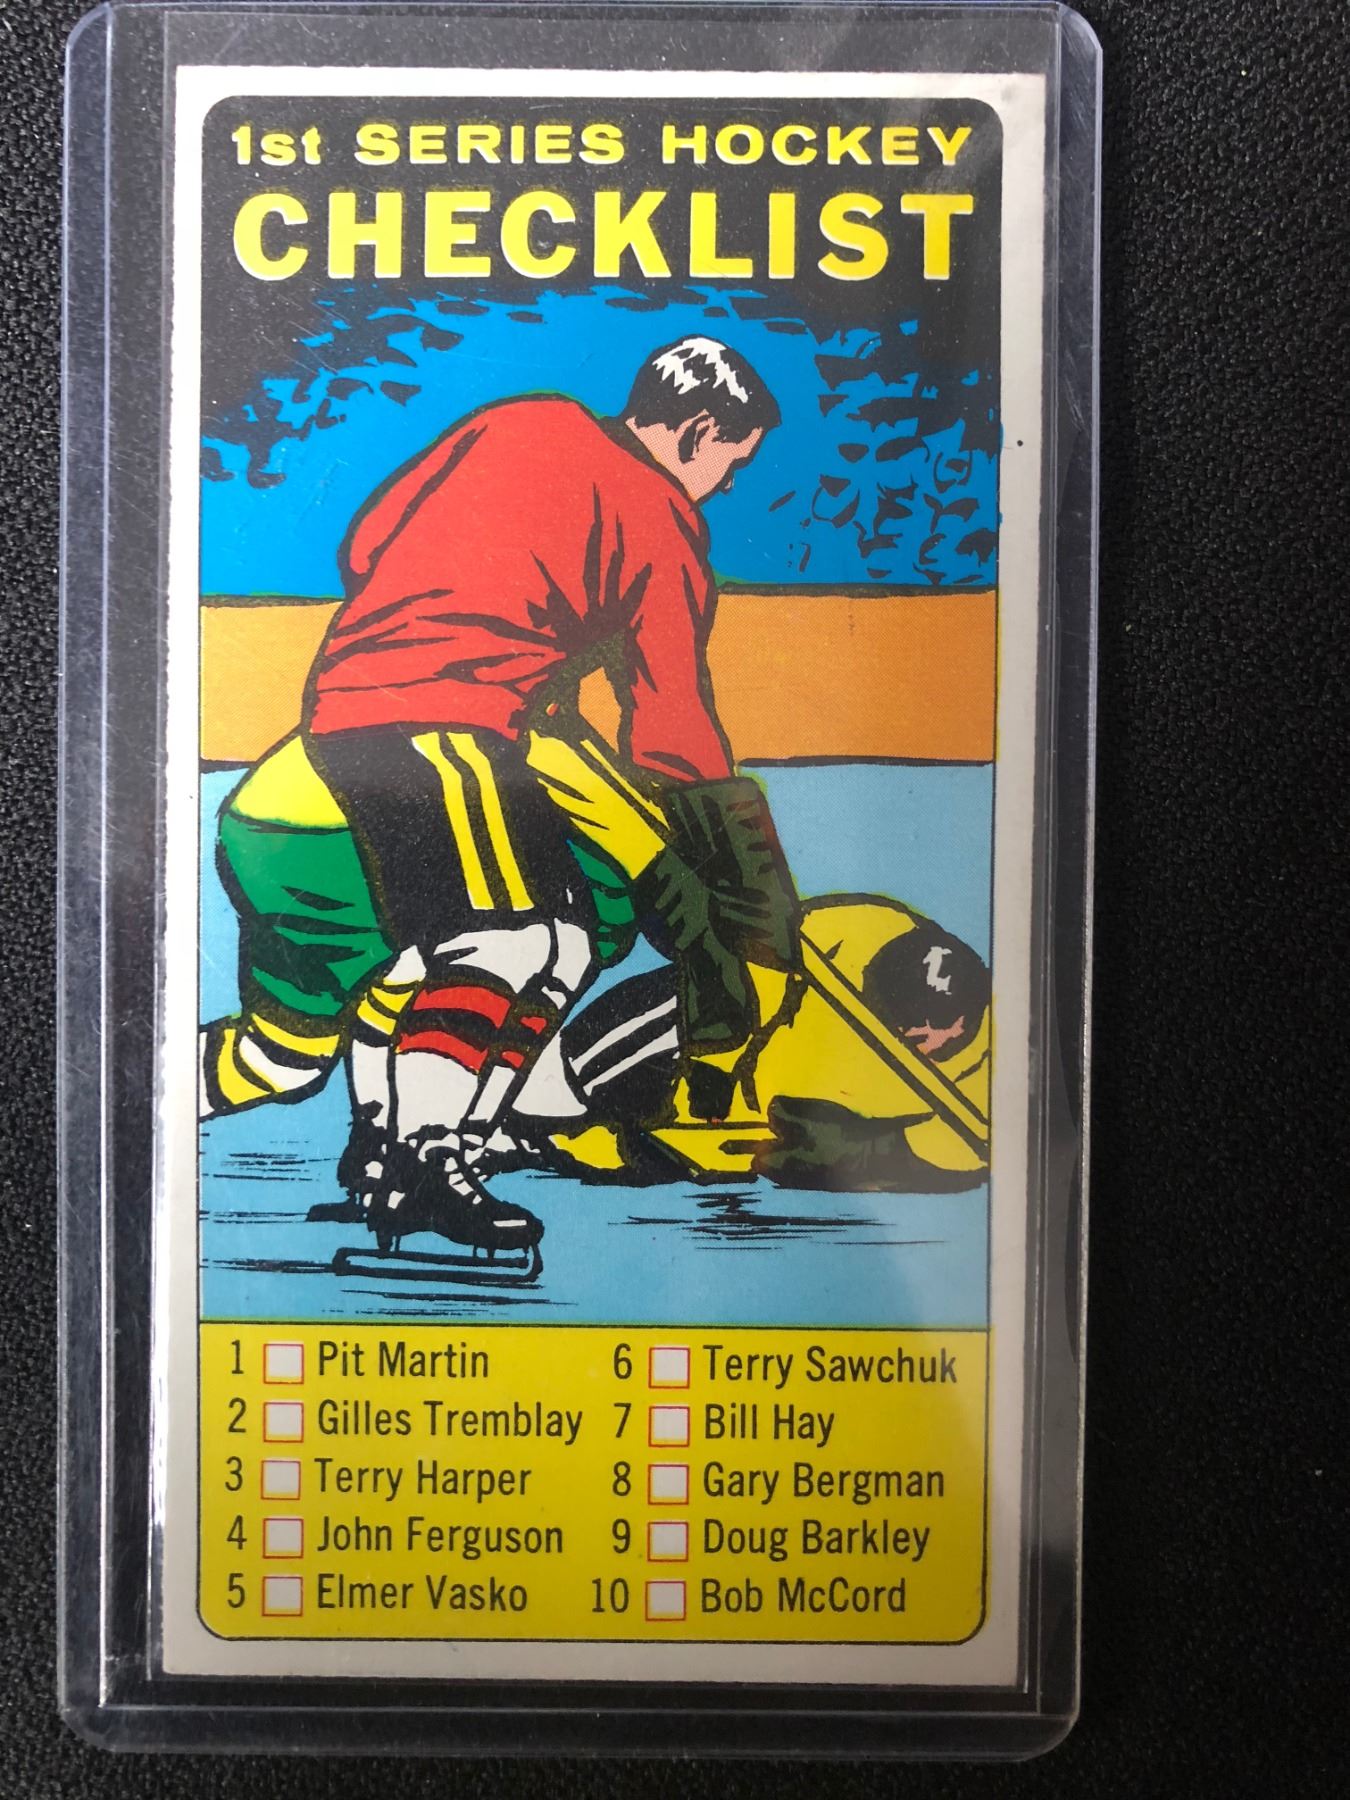 1st SERIES HOCKEY
CHECKLIST
1 Pit Martin
2 Gilles Tremblay
3 Terry Harper
4 John Ferguson
5 Elmer Vasko
6 Terry Sawchuk
7 Bill Hay
8 Gary Bergman
9 Doug Barkley
10 Bob McCord